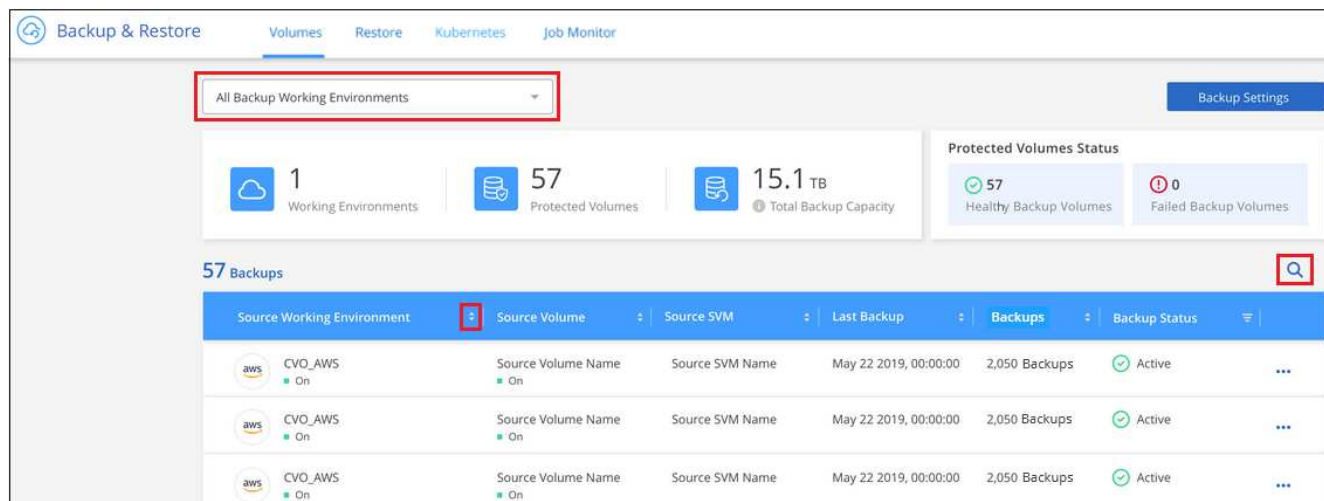 Backup & Restore Volumes Restore Kubernetes Job Monitor
All Backup Working Environments
Backup Settings
1
Working Environments
57
Protected Volumes
15.1 TB
Total Backup Capacity
Protected Volumes Status
57
Healthy Backup Volumes
0
Failed Backup Volumes
57 Backups
Source Working Environment Source Volume Source SVM Last Backup Backups Backup Status
aws CVO_AWS Source Volume Name Source SVM Name May 22 2019, 00:00:00 2,050 Backups Active
On On
aws CVO_AWS Source Volume Name Source SVM Name May 22 2019, 00:00:00 2,050 Backups Active
On On
aws CVO_AWS Source Volume Name Source SVM Name May 22 2019, 00:00:00 2,050 Backups Active
On On